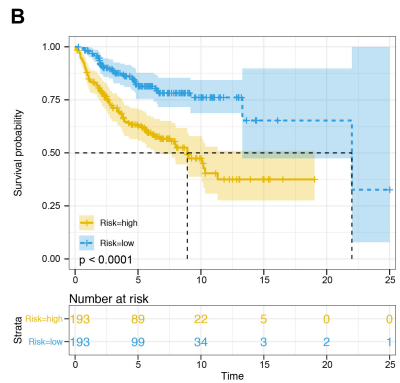 B
1.00
0.75
0.50
0.25
0.00
Survival probability
Risk=high
Risk=low
p < 0.0001
0 5 10 15 20 25
Number at risk
Strata
Risk=high 193 89 22 5 0 0
Risk=low 193 99 34 3 2 1
0 5 10 15 20 25
Time